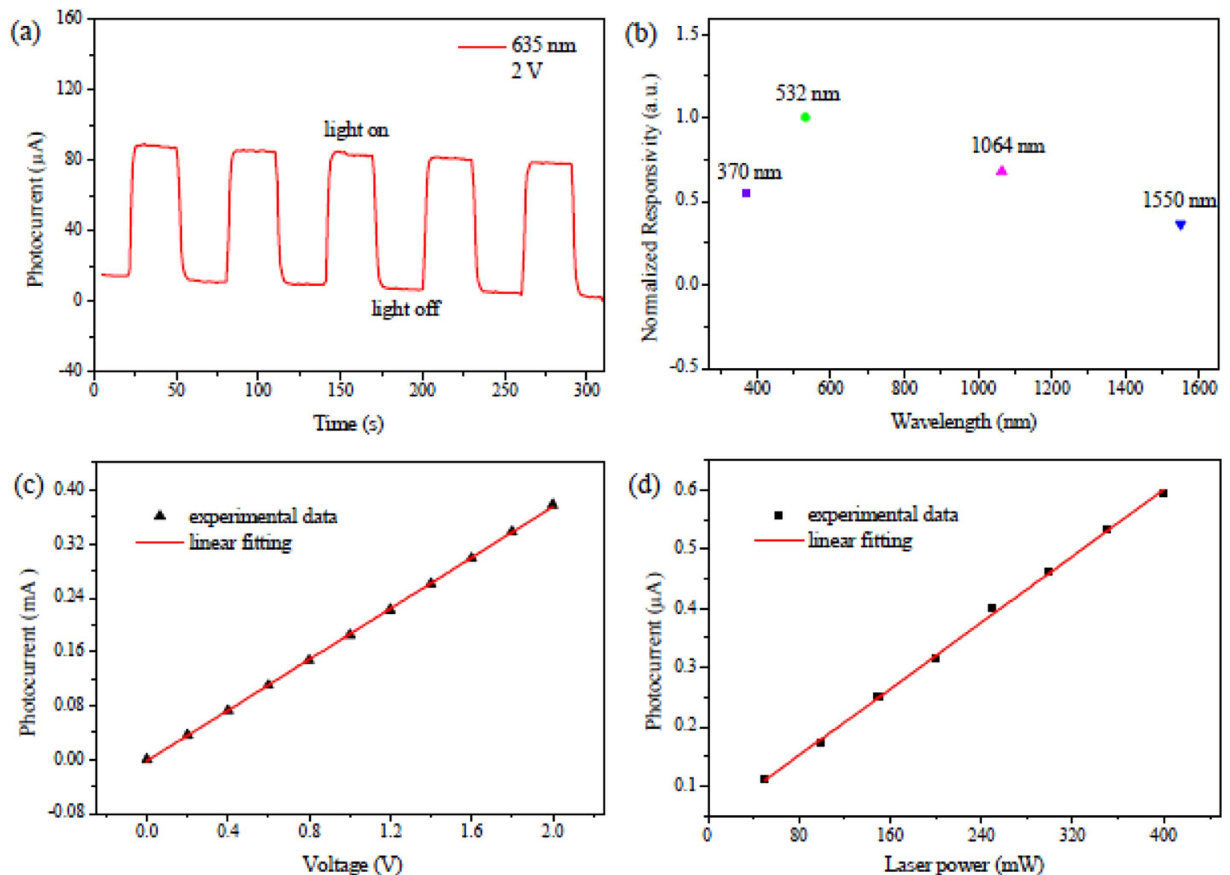 (a)
160
120
80
40
0
-40
Photocurrent (μA)
635 nm
2 V
light on
light off
0
50
100
150
200
250
300
Time (s)
(b)
1.5
1.0
0.5
0.0
-0.5
Normalized Responsivity (a.u.)
532 nm
1064 nm
370 nm
1550 nm
400
600
800
1000
1200
1400
1600
Wavelength (nm)
(c)
0.40
0.32
0.24
0.16
0.08
0.00
-0.08
Photocurrent (mA)
experimental data
linear fitting
0.0
0.4
0.8
1.2
1.6
2.0
Voltage (V)
(d)
0.6
0.5
0.4
0.3
0.2
0.1
Photocurrent (μA)
experimental data
linear fitting
0
80
160
240
320
400
Laser power (mW)